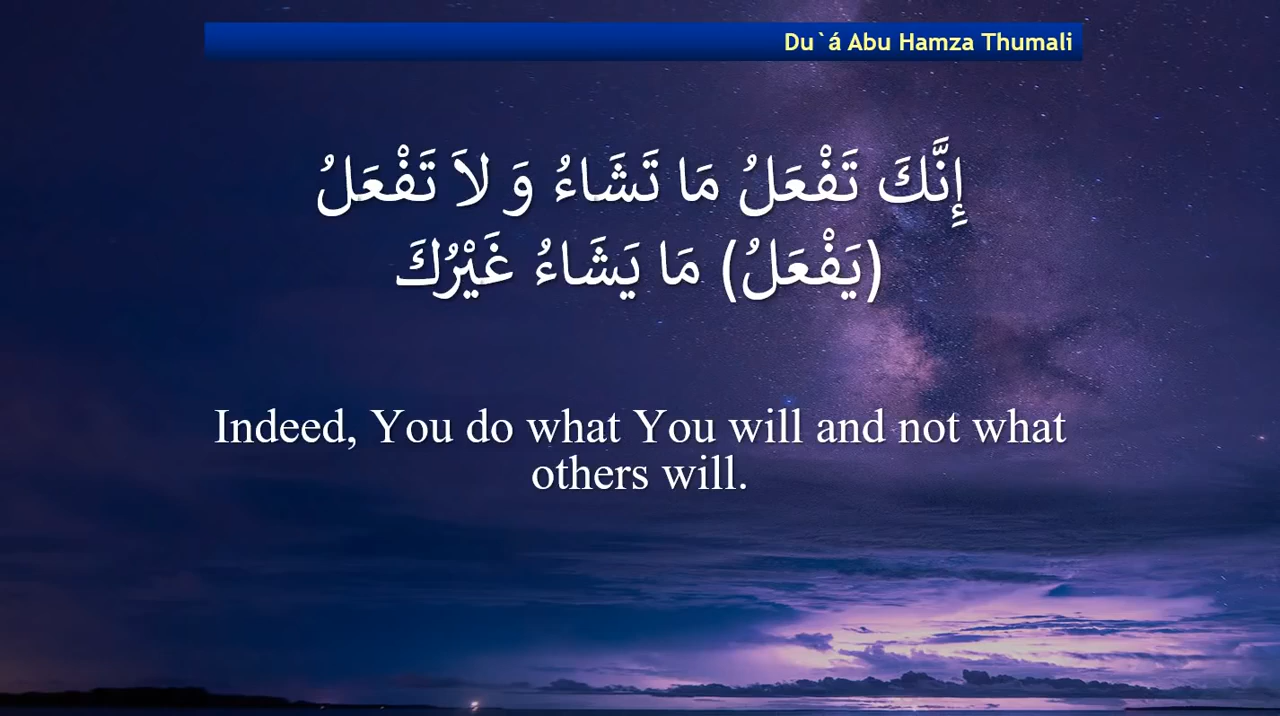 Du`á Abu Hamza Thumali
إِنَّكَ تَفْعَلُ مَا تَشَاءُ وَ لاَ تَفْعَلُ
(يَفْعَلُ) مَا يَشَاءُ غَيْرُكَ
Indeed, You do what You will and not what
others will.